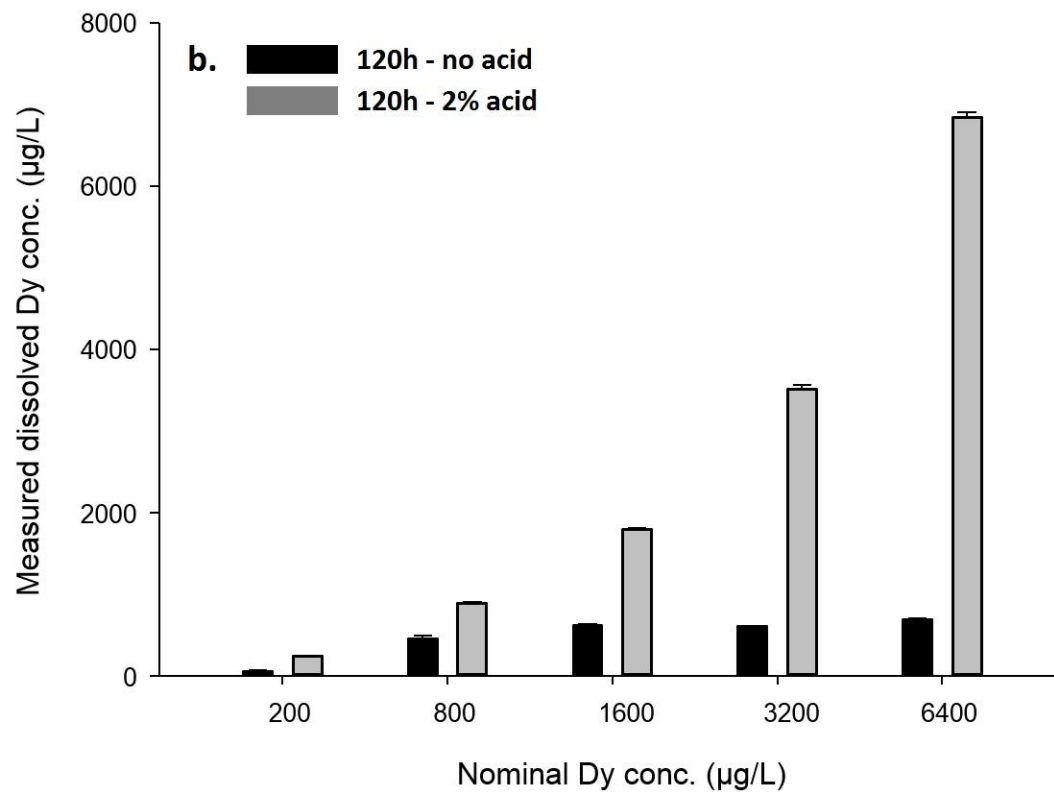 8000
b.
120h - no acid
120h - 2% acid
6000
4000
2000
0
Measured dissolved Dy conc. (µg/L)
200 800 1600 3200 6400
Nominal Dy conc. (µg/L)